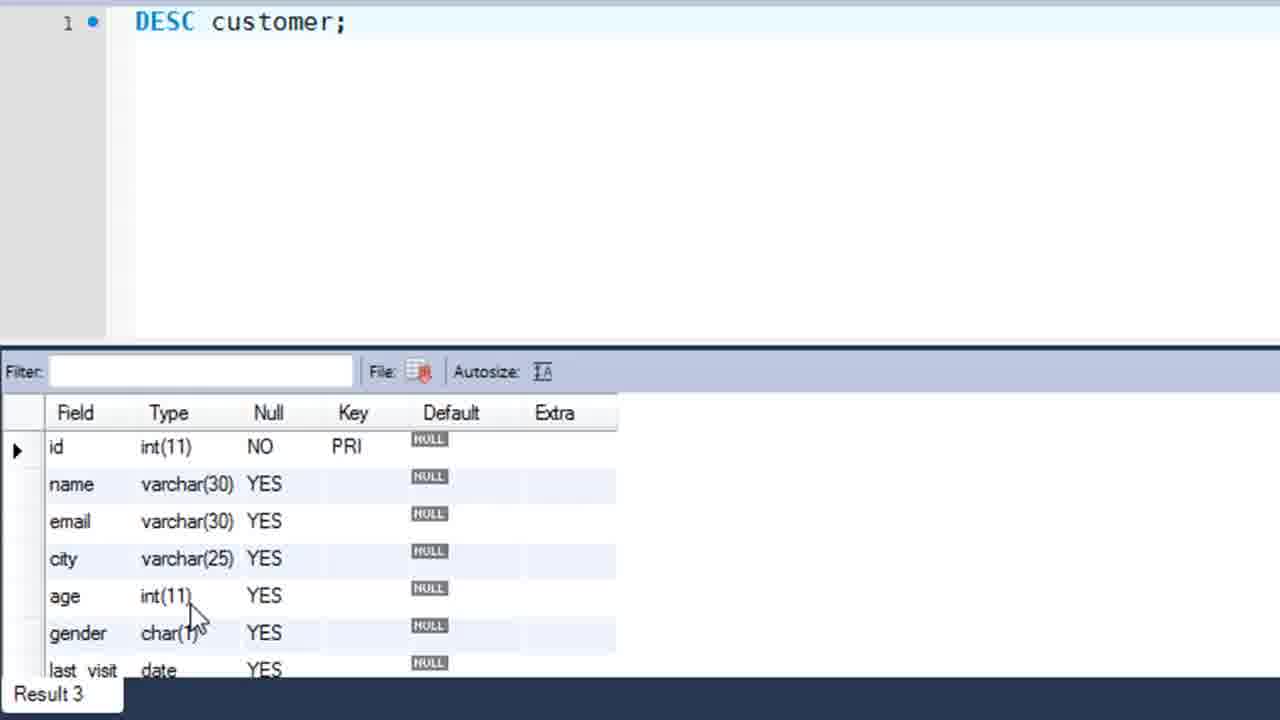 1 DESC customer;
Filter: File: Autosize:
Field Type Null Key Default Extra
id int(11) NO PRI NULL
name varchar(30) YES NULL
email varchar(30) YES NULL
city varchar(25) YES NULL
age int(11) YES NULL
gender char(1) YES NULL
last_visit date YES NULL
Result 3